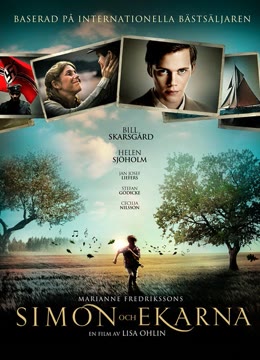 BASERAD PÅ INTERNATIONELLA BÄSTSÄLJAREN
BILL
SKARSGÅRD
HELEN
SJÖHOLM
JAN JOSEF
LIEFERS
STEFAN
GÖDICKE
CECILIA
NILSSON
MARIANNE FREDRIKSSONS
SIMON OCH EKARNA
EN FILM AV LISA OHLIN